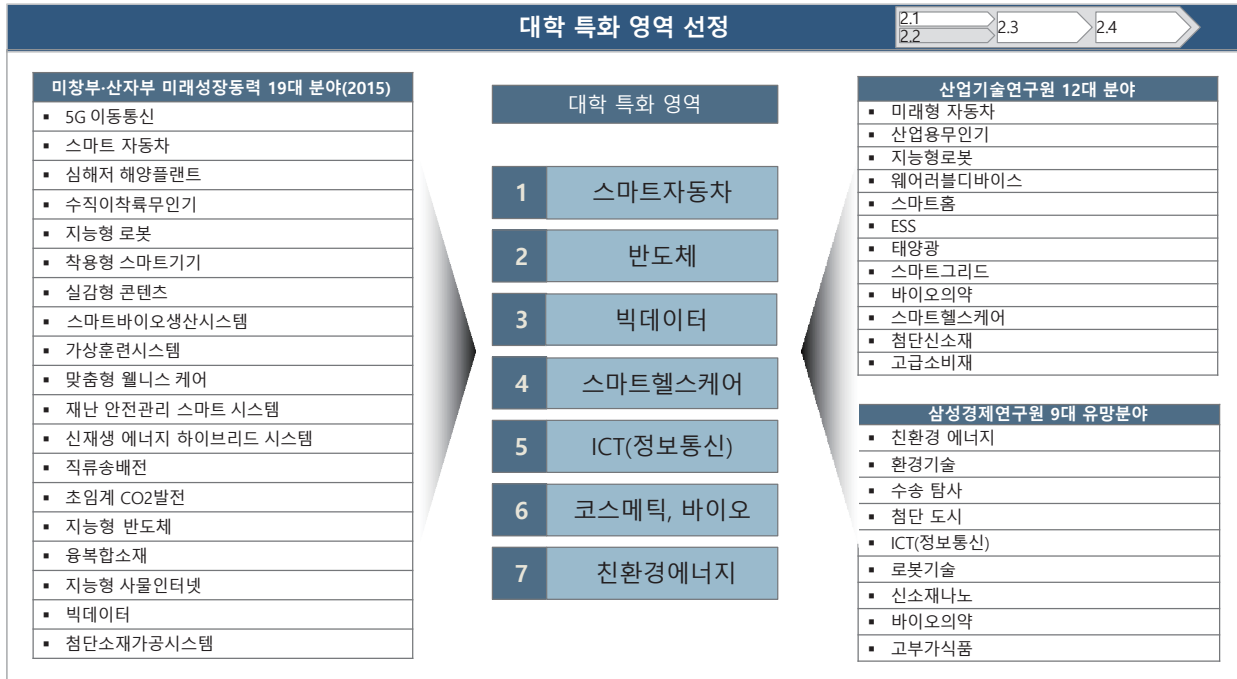 대학 특화 영역 선정
2.1
2.2
2.3
2.4
미창부·산자부 미래성장동력 19대 분야(2015)
▪ 5G 이동통신
▪ 스마트 자동차
▪ 심해저 해양플랜트
▪ 수직이착륙무인기
▪ 지능형 로봇
▪ 착용형 스마트기기
▪ 실감형 콘텐츠
▪ 스마트바이오생산시스템
▪ 가상훈련시스템
▪ 맞춤형 웰니스 케어
▪ 재난 안전관리 스마트 시스템
▪ 신재생 에너지 하이브리드 시스템
▪ 직류송배전
▪ 초임계 CO2발전
▪ 지능형 반도체
▪ 융복합소재
▪ 지능형 사물인터넷
▪ 빅데이터
▪ 첨단소재가공시스템
대학 특화 영역
1 스마트자동차
2 반도체
3 빅데이터
4 스마트헬스케어
5 ICT(정보통신)
6 코스메틱, 바이오
7 친환경에너지
산업기술연구원 12대 분야
▪ 미래형 자동차
▪ 산업용무인기
▪ 지능형로봇
▪ 웨어러블디바이스
▪ 스마트홈
▪ ESS
▪ 태양광
▪ 스마트그리드
▪ 바이오의약
▪ 스마트헬스케어
▪ 첨단신소재
▪ 고급소비재
삼성경제연구원 9대 유망분야
▪ 친환경 에너지
▪ 환경기술
▪ 수송 탐사
▪ 첨단 도시
▪ ICT(정보통신)
▪ 로봇기술
▪ 신소재나노
▪ 바이오의약
▪ 고부가식품